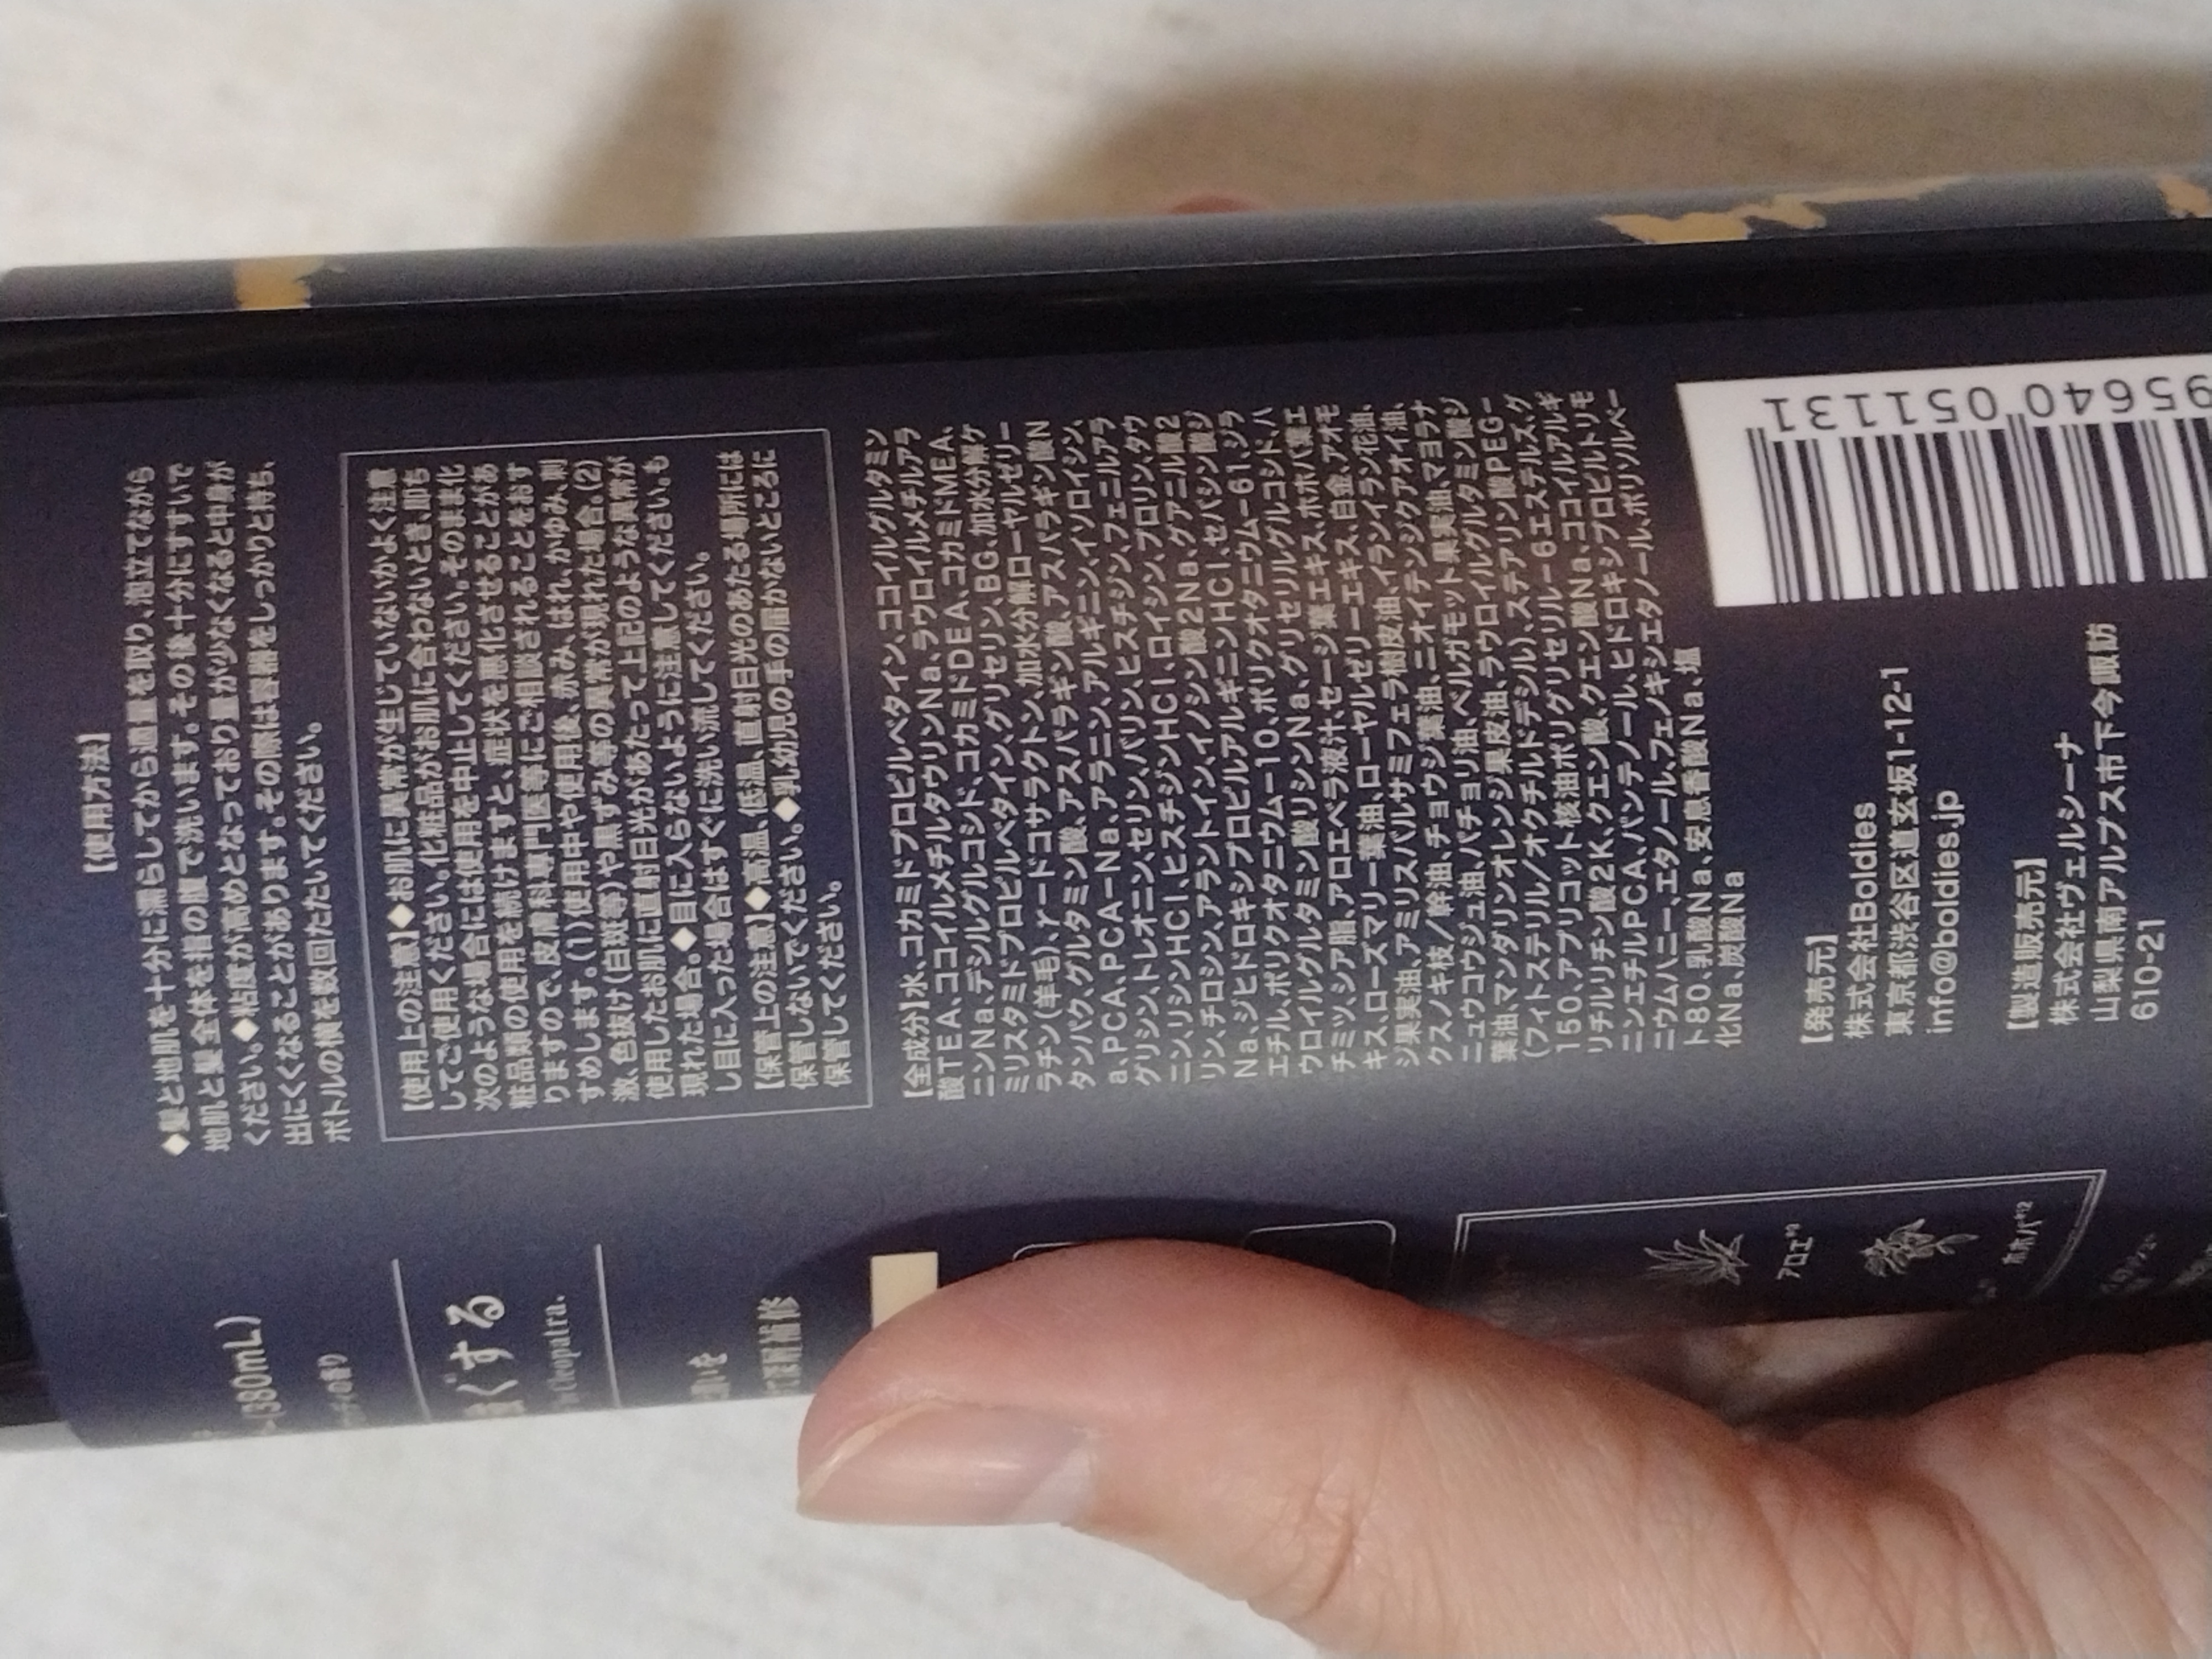 【使用方法】
◆髪と地肌を十分に濡らしてから適量を取り、泡立てながら
地肌と髪全体を指の腹で洗います。その後十分にすすいで
ください。◆粘度が高めとなっており量が少なくなると中身が
出にくくなることがあります。その際は容器をしっかりと持ち、
ボトルの横を数回たたいてください。
【使用上の注意】◆お肌に異常が生じていないかよく注意
してご使用ください。化粧品がお肌に合わないとき、即ち
次のような場合には使用を中止してください。そのまま化
粧品類の使用を続けますと、症状を悪化させることがあ
りますので、皮膚科専門医等にご相談されることをおす
すめします。(1)使用中や使用後、赤み、はれ、かゆみ、刺
激、色抜け(白斑等)や黒ずみ等の異常が現れた場合。(2)
使用したお肌に直射日光があたって上記のような異常が
現れた場合。◆目に入らないように注意してください。も
し目に入った場合はすぐに洗い流してください。
【保管上の注意】◆高温、低温、直射日光のあたる場所には
保管しないでください。◆乳幼児の手の届かないところに
保管してください。
【全成分】水、コカミドプロピルベタイン、ココイルグルタミン
酸TEA、ココイルメチルタウリンNa、ラウロイルメチルアラ
ニンNa、デシルグルコシド、コカミドDEA、コカミドMEA、
ミリスタミドプロピルベタイン、グリセリン、BG、加水分解ケ
ラチン(羊毛)、γ－ドコサラクトン、加水分解ローヤルゼリー
タンパク、グルタミン酸、アスパラギン酸、アスパラギン酸N
a、PCA、PCA－Na、アラニン、アルギニン、イソロイシン、
グリシン、トレオニン、セリン、バリン、ヒスチジン、フェニルアラ
ニン、リシンHCl、ヒスチジンHCl、ロイシン、プロリン、タウ
リン、チロシン、アラントイン、イノシン酸2Na、グアニル酸2
Na、ジヒドロキシプロピルアルギニンHCl、セバシン酸ジ
エチル、ポリクオタニウム－10、ポリクオタニウム－61、ジラ
ウロイルグルタミン酸リシンNa、グリセリルグルコシド、ハ
チミツ、シア脂、アロエベラ液汁、セージ葉エキス、ホホバ葉エ
キス、ローズマリー葉油、ローヤルゼリーエキス、白金、アオモ
ジ果実油、アミリスバルサミフェラ樹皮油、イランイラン花油、
クスノキ枝／幹油、チョウジ葉油、ニオイテンジクアオイ油、
ニュウコウジュ油、パチョリ油、ベルガモット果実油、マヨラナ
葉油、マンダリンオレンジ果皮油、ラウロイルグルタミン酸ジ
(フィトステリル／オクチルドデシル)、ステアリン酸PEG－
150、アプリコット核油ポリグリセリル－6エステルズ、グ
リチルリチン酸2K、クエン酸、クエン酸Na、ココイルアルギ
ニンエチルPCA、パンテノール、ヒドロキシプロピルトリモ
ニウムハニー、エタノール、フェノキシエタノール、ポリソルベー
ト80、乳酸Na、安息香酸Na、塩
化Na、炭酸Na
【発売元】
株式会社Boldies
東京都渋谷区道玄坂1-12-1
info@boldies.jp
【製造販売元】
株式会社ヴェルシーナ
山梨県南アルプス市下今諏訪
610-21
95640 051131
(380mL)
の香り
ぐする
Cleopatra.
補修
アロエ
ホホバ